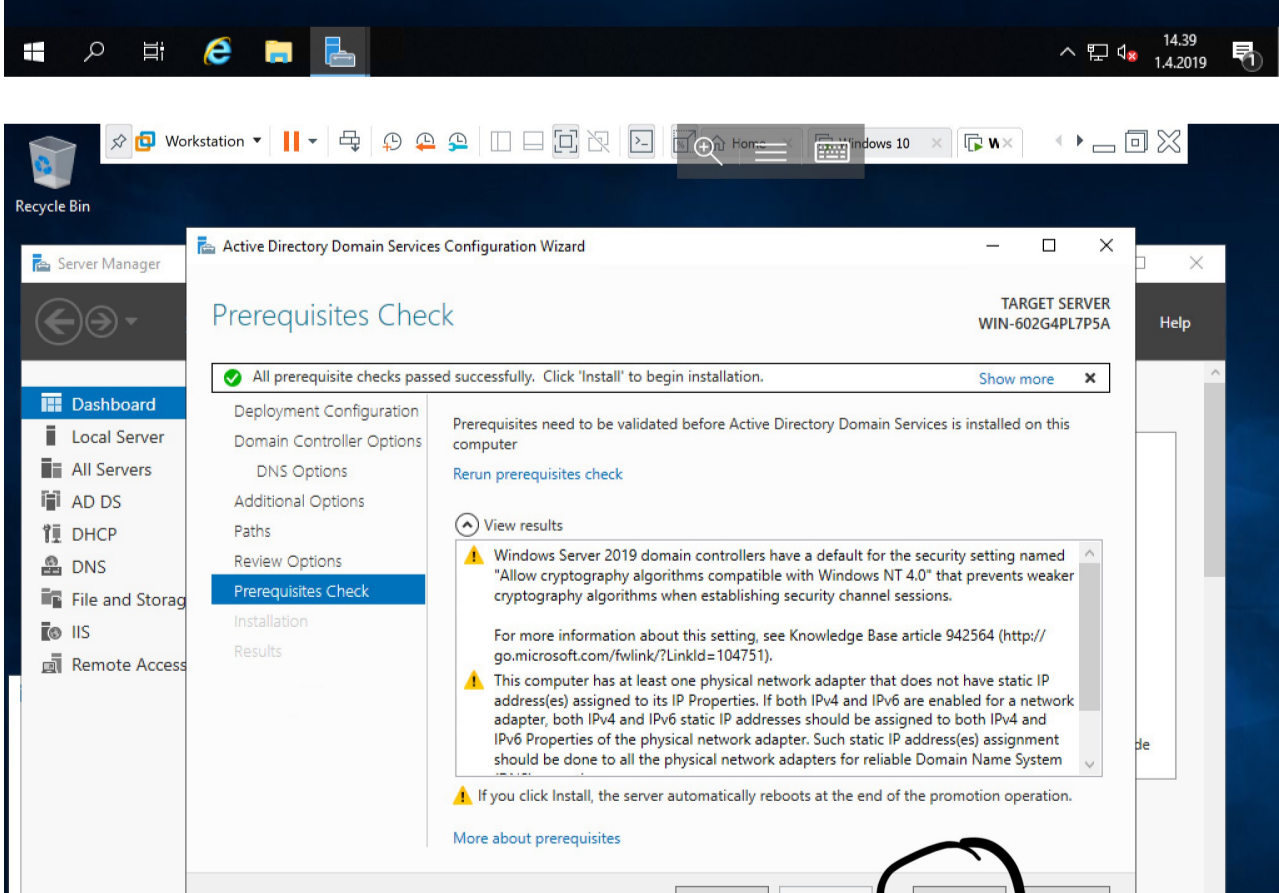 14.39
1.4.2019
1
Workstation
Home
Windows 10
W
Recycle Bin
Server Manager
Active Directory Domain Services Configuration Wizard
Prerequisites Check
TARGET SERVER
WIN-602G4PL7P5A
Help
All prerequisite checks passed successfully. Click 'Install' to begin installation.
Show more
Dashboard
Local Server
All Servers
AD DS
DHCP
DNS
File and Storag
IIS
Remote Access
Deployment Configuration
Domain Controller Options
DNS Options
Additional Options
Paths
Review Options
Prerequisites Check
Installation
Results
Prerequisites need to be validated before Active Directory Domain Services is installed on this
computer
Rerun prerequisites check
View results
Windows Server 2019 domain controllers have a default for the security setting named
"Allow cryptography algorithms compatible with Windows NT 4.0" that prevents weaker
cryptography algorithms when establishing security channel sessions.
For more information about this setting, see Knowledge Base article 942564 (http://
go.microsoft.com/fwlink/?LinkId=104751).
This computer has at least one physical network adapter that does not have static IP
address(es) assigned to its IP Properties. If both IPv4 and IPv6 are enabled for a network
adapter, both IPv4 and IPv6 static IP addresses should be assigned to both IPv4 and
IPv6 Properties of the physical network adapter. Such static IP address(es) assignment
should be done to all the physical network adapters for reliable Domain Name System
If you click Install, the server automatically reboots at the end of the promotion operation.
More about prerequisites
de